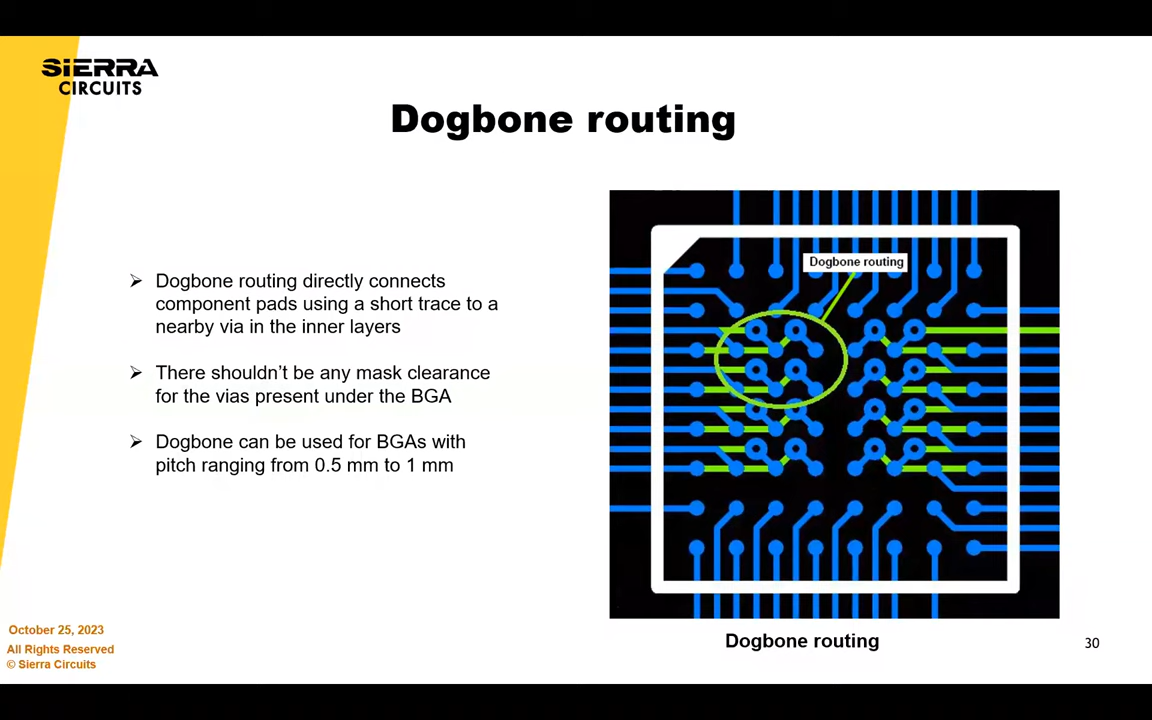 SIERRA
CIRCUITS
Dogbone routing
➢ Dogbone routing directly connects
component pads using a short trace to a
nearby via in the inner layers
➢ There shouldn't be any mask clearance
for the vias present under the BGA
➢ Dogbone can be used for BGAs with
pitch ranging from 0.5 mm to 1 mm
Dogbone routing
Dogbone routing
October 25, 2023
All Rights Reserved
© Sierra Circuits
30